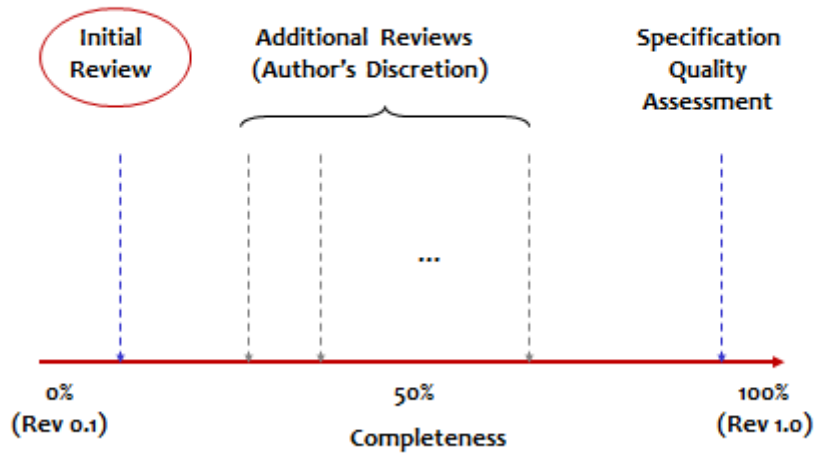 Initial
Review
Additional Reviews
(Author's Discretion)
Specification
Quality
Assessment
...
0%
(Rev 0.1)
50%
100%
(Rev 1.0)
Completeness